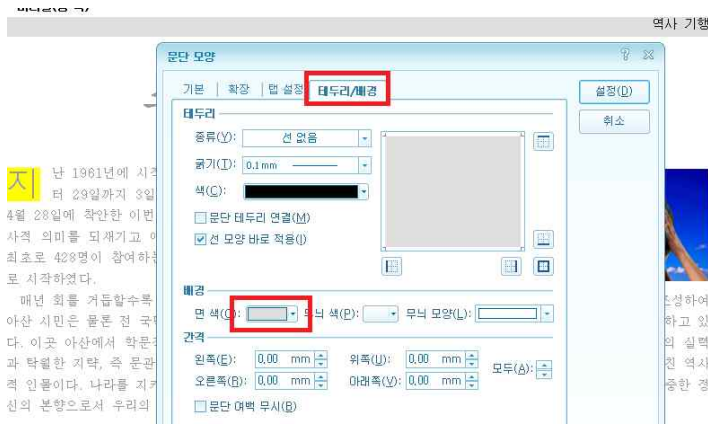 역사 기행
문단 모양
기본 확장 탭 설정 테두리/배경
설정(D)
취소
테두리
종류(Y): 선 없음
굵기(T): 0.1 mm
색(C):
문단 테두리 연결(M)
선 모양 바로 적용(I)
배경
면 색(O): 무늬 색(P): 무늬 모양(L):
간격
왼쪽(E): 0.00 mm 위쪽(U): 0.00 mm 모두(A):
오른쪽(R): 0.00 mm 아래쪽(V): 0.00 mm
문단 여백 무시(B)
지
난 1961년에 시작
터 29일까지 3일
4월 28일에 착안한 이번
사적 의미를 되새기고
최초로 428명이 참여하는
로 시작하였다.
매년 회를 거듭할수록
아산 시민은 물론 전 국민
다. 이곳 아산에서 학문
과 탁월한 지략, 즉 문관
적 인물이다. 나라를 지키
신의 본향으로서 우리의
조성하여
하고 있
의 실력
친 역사
중한 정